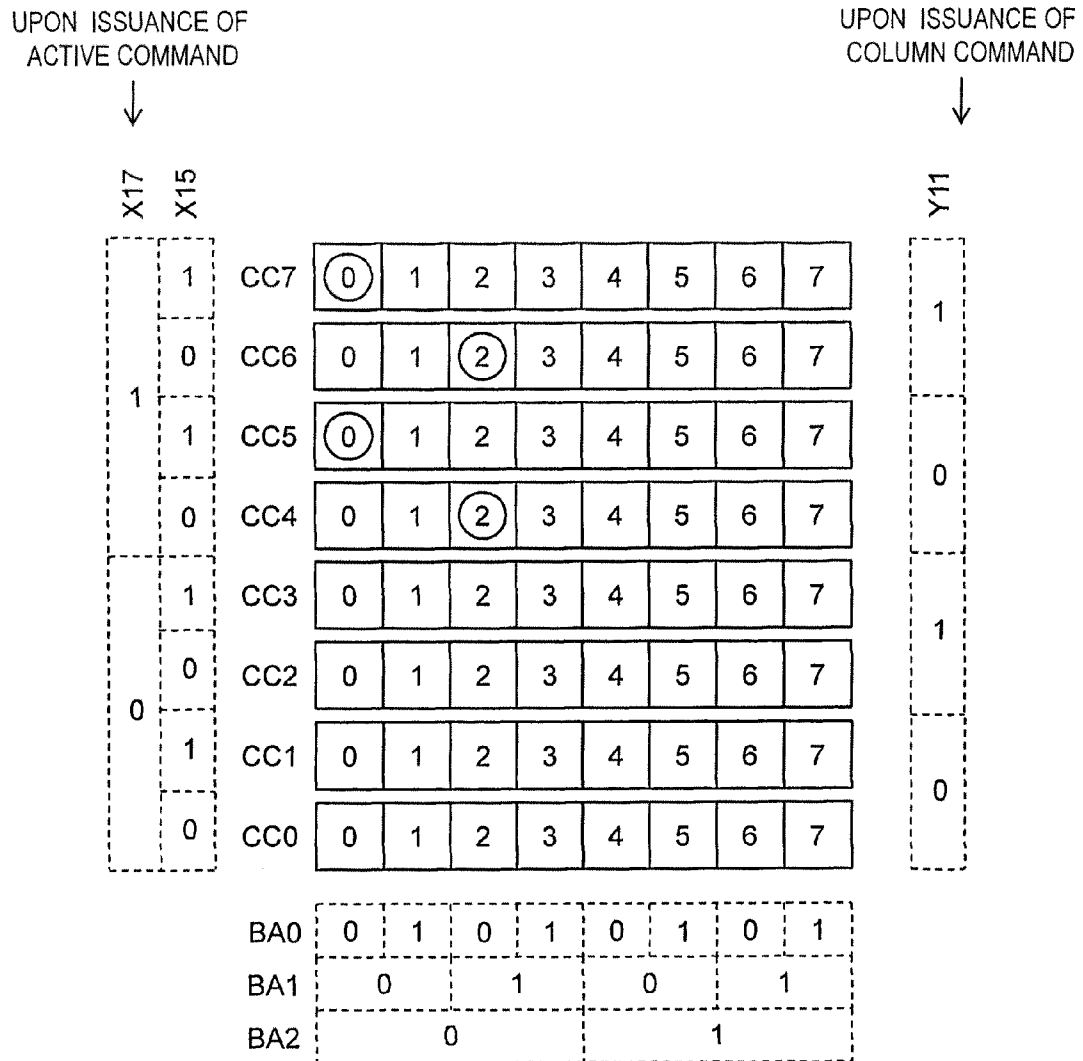 UPON ISSUANCE OF ACTIVE COMMAND
UPON ISSUANCE OF COLUMN COMMAND
X17 X15 Y11
1 CC7 0 1 2 3 4 5 6 7
1
0 CC6 0 1 2 3 4 5 6 7
1
1 CC5 0 1 2 3 4 5 6 7
0
0 CC4 0 1 2 3 4 5 6 7
1 CC3 0 1 2 3 4 5 6 7
1
0 CC2 0 1 2 3 4 5 6 7
0
1 CC1 0 1 2 3 4 5 6 7
0
0 CC0 0 1 2 3 4 5 6 7
BA0 0 1 0 1 0 1 0 1
BA1 0 1 0 1
BA2 0 1